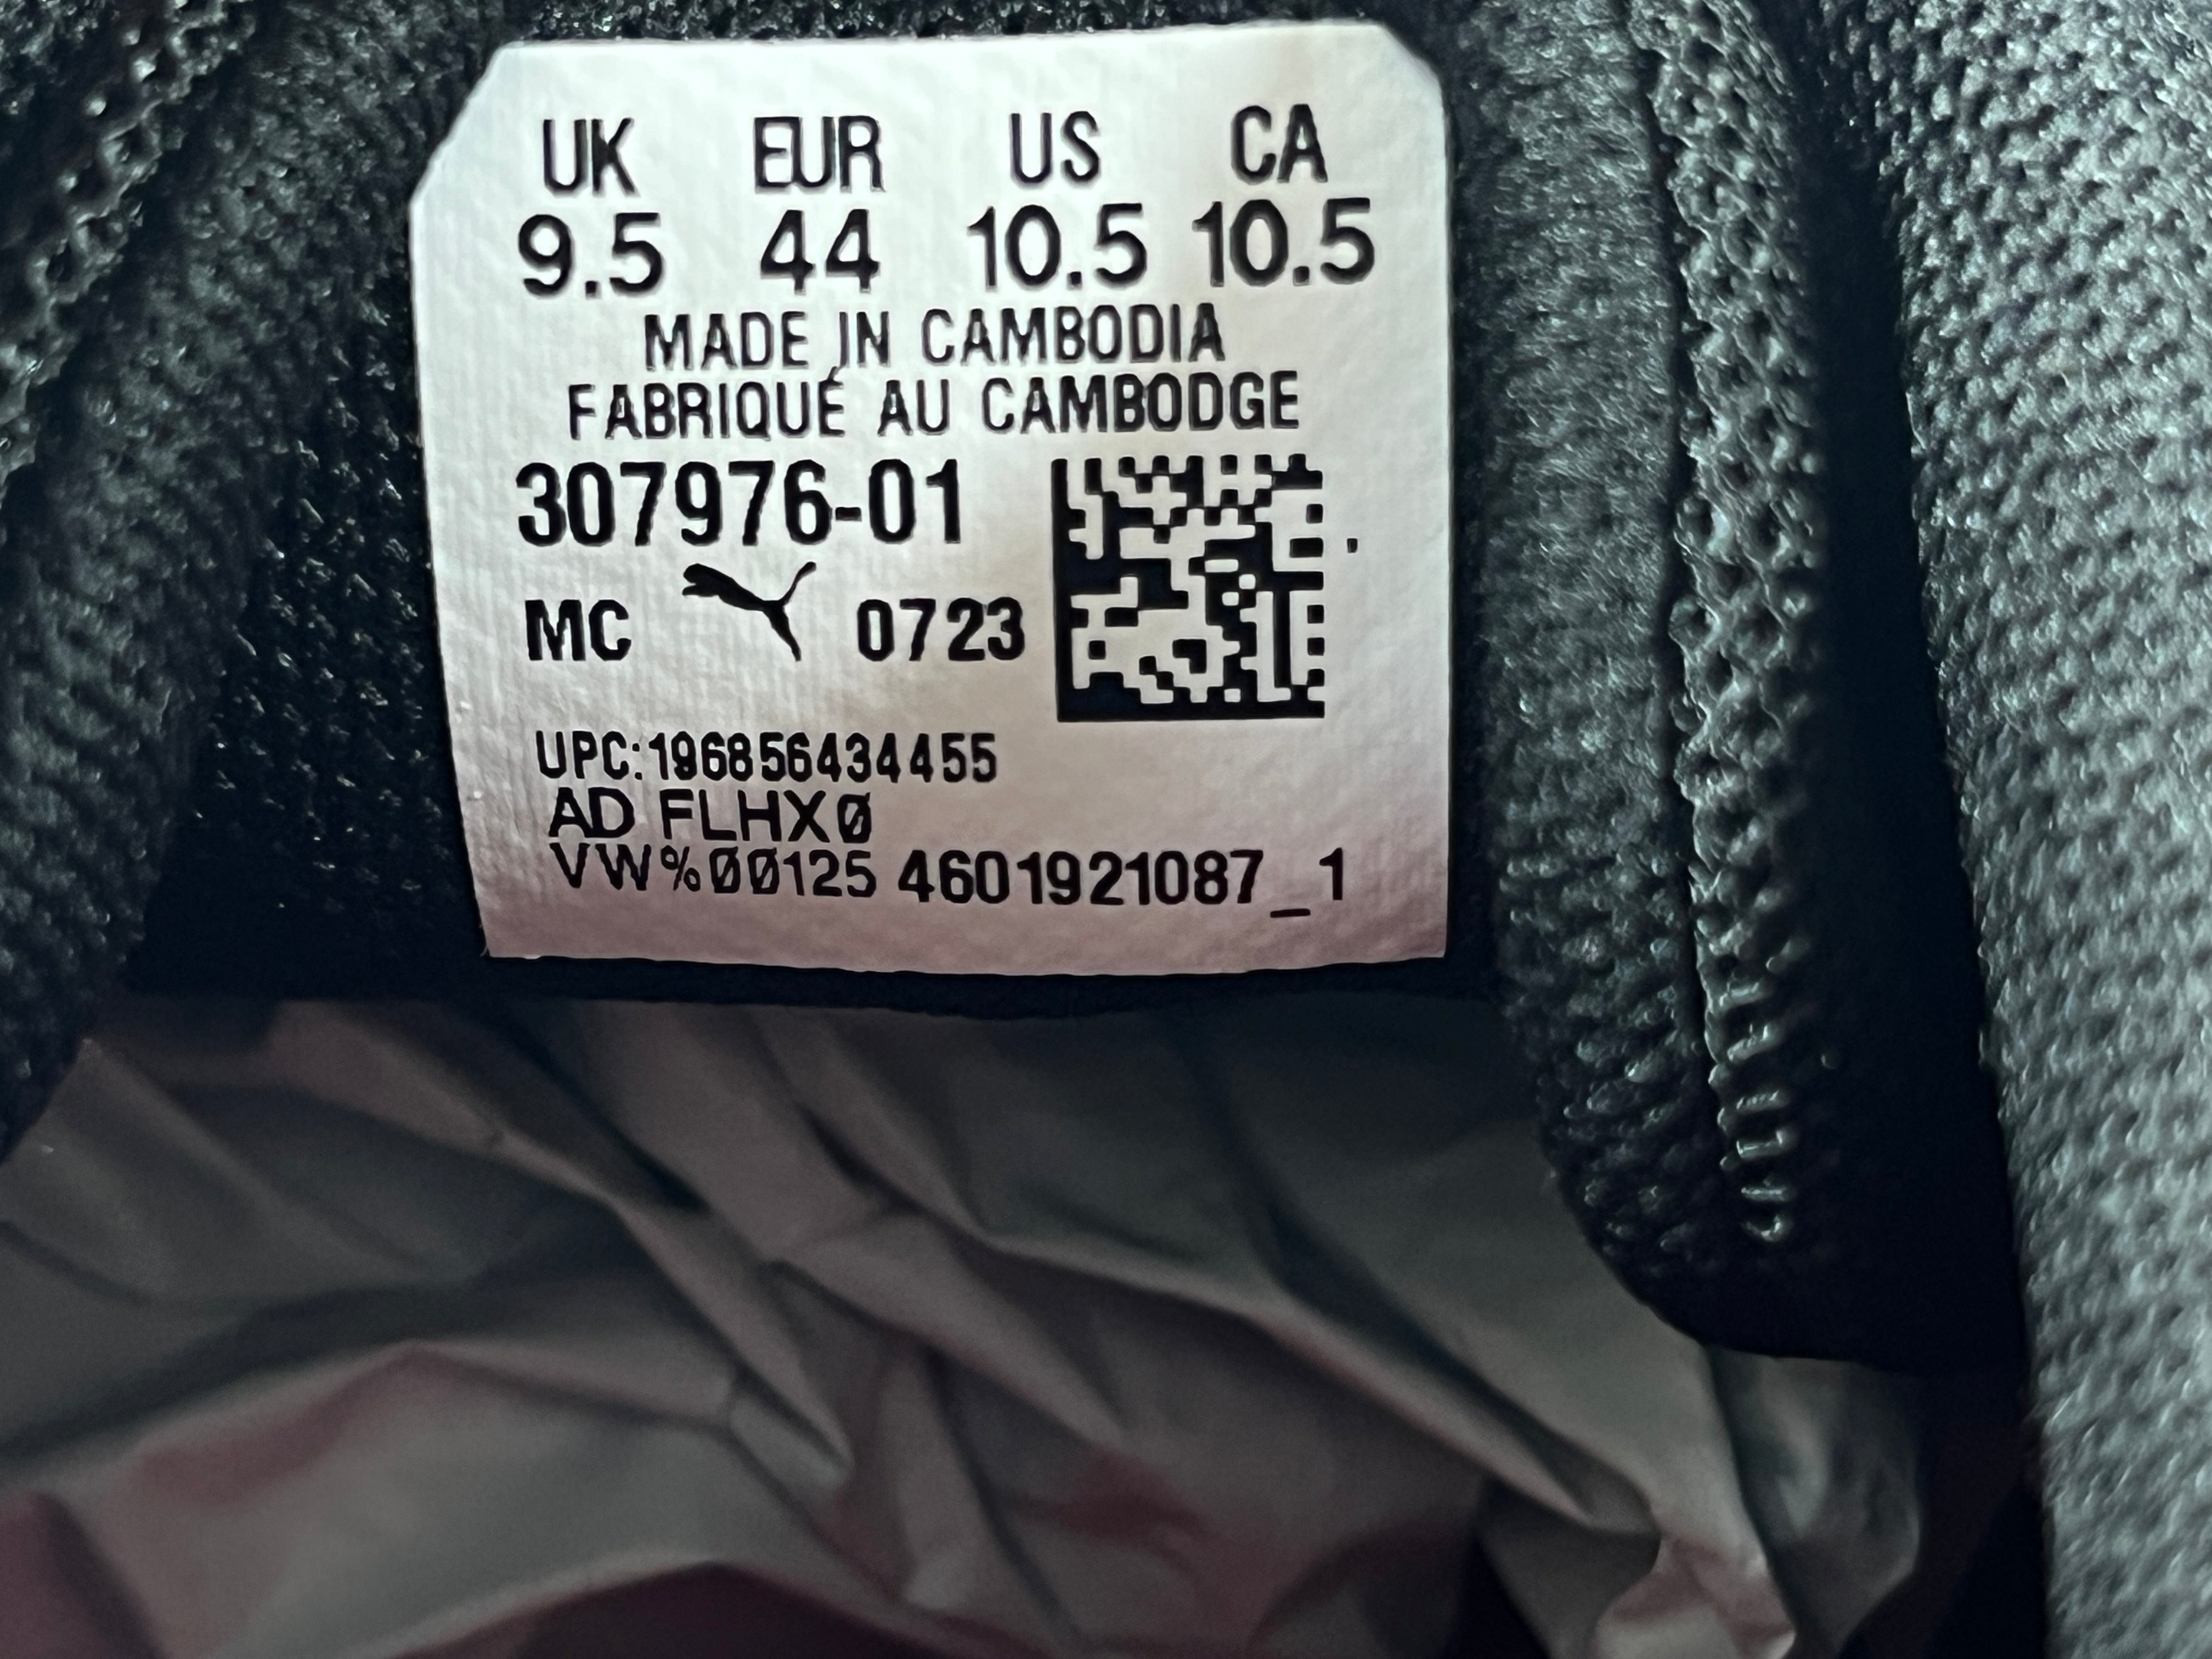 UK EUR US CA
9.5 44 10.5 10.5
MADE IN CAMBODIA
FABRIQUÉ AU CAMBODGE
307976-01
MC 0723
UPC:196856434455
AD FLHX0
VW%00125 4601921087_1